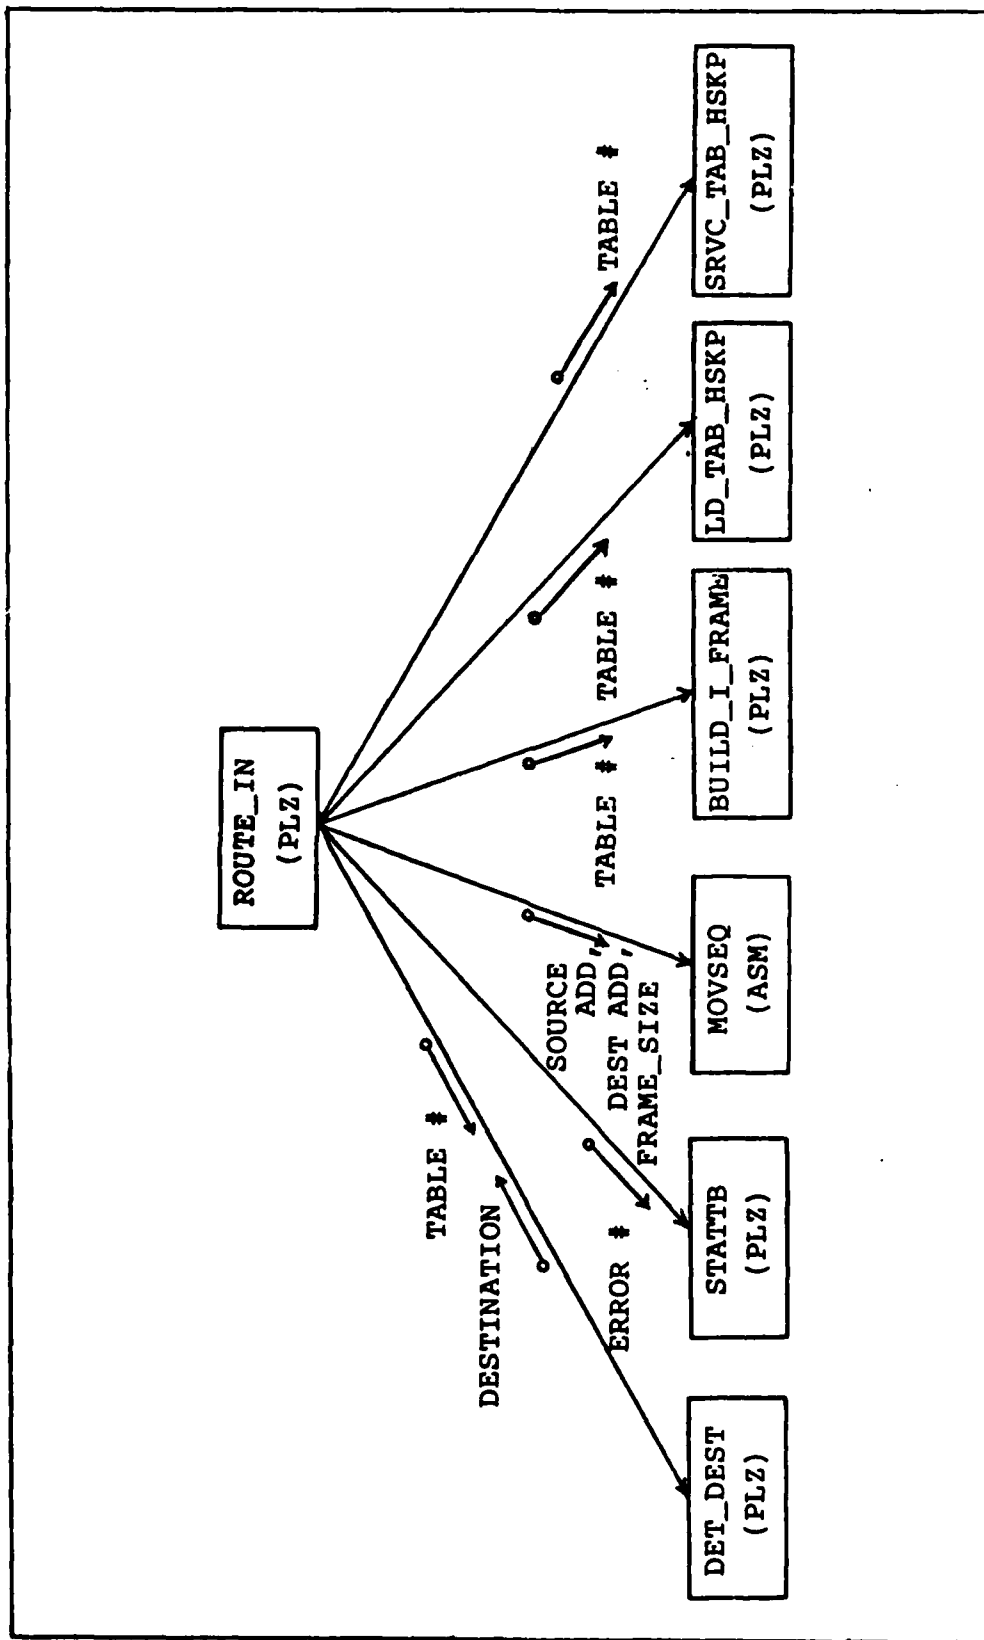 ROUTE_IN
(PLZ)
TABLE #
DESTINATION
ERROR #
SOURCE
ADD,
DEST ADD,
FRAME_SIZE
TABLE #
TABLE #
TABLE #
DET_DEST
(PLZ)
STATTB
(PLZ)
MOVSEQ
(ASM)
BUILD_I_FRAME
(PLZ)
LD_TAB_HSKP
(PLZ)
SRVC_TAB_HSKP
(PLZ)